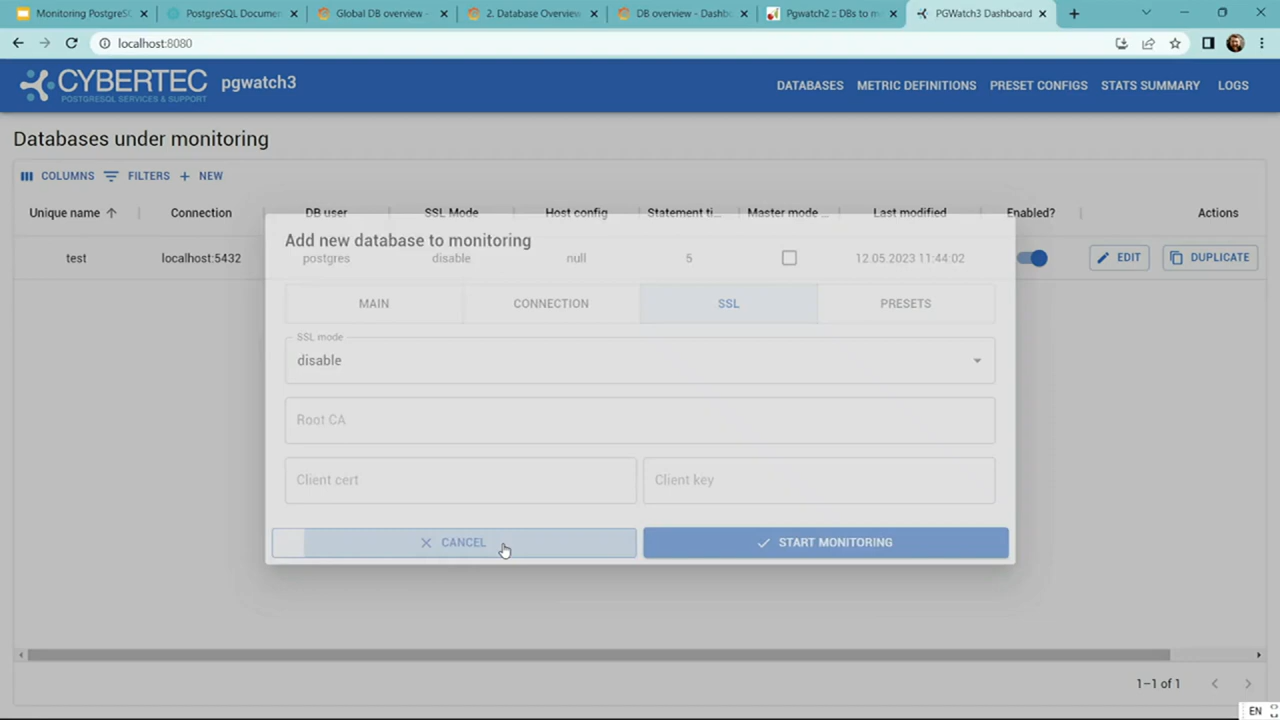 Monitoring PostgreS
PostgreSQL Documen
Global DB overview -
2. Database Overview
DB overview - Dashb
Pgwatch2 :: DBs to m
PGWatch3 Dashboard
localhost:8080
CYBERTEC
POSTGRESQL SERVICES & SUPPORT
pgwatch3
DATABASES
METRIC DEFINITIONS
PRESET CONFIGS
STATS SUMMARY
LOGS
Databases under monitoring
COLUMNS
FILTERS
NEW
Unique name
Connection
DB user
SSL Mode
Host config
Statement ti...
Master mode ...
Last modified
Enabled?
Actions
test
localhost:5432
postgres
disable
null
5
12.05.2023 11:44:02
EDIT
DUPLICATE
Add new database to monitoring
MAIN
CONNECTION
SSL
PRESETS
SSL mode
disable
Root CA
Client cert
Client key
CANCEL
START MONITORING
1–1 of 1
EN